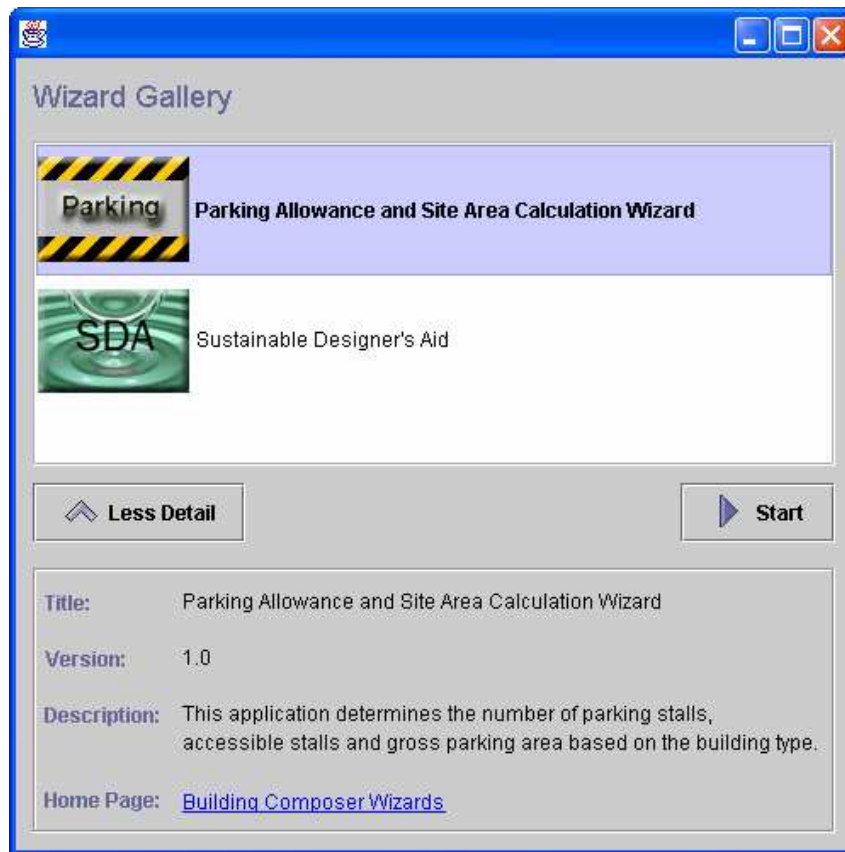 Wizard Gallery
Parking
Parking Allowance and Site Area Calculation Wizard
SDA
Sustainable Designer's Aid
Less Detail
Start
Title: Parking Allowance and Site Area Calculation Wizard
Version: 1.0
Description: This application determines the number of parking stalls,
accessible stalls and gross parking area based on the building type.
Home Page: Building Composer Wizards